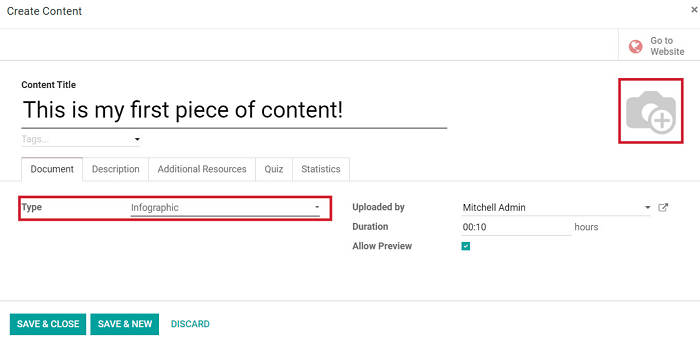 Create Content
×
Go to
Website
Content Title
This is my first piece of content!
Tags...
Document Description Additional Resources Quiz Statistics
Type Infographic
Uploaded by Mitchell Admin
Duration 00:10 hours
Allow Preview
SAVE & CLOSE SAVE & NEW DISCARD